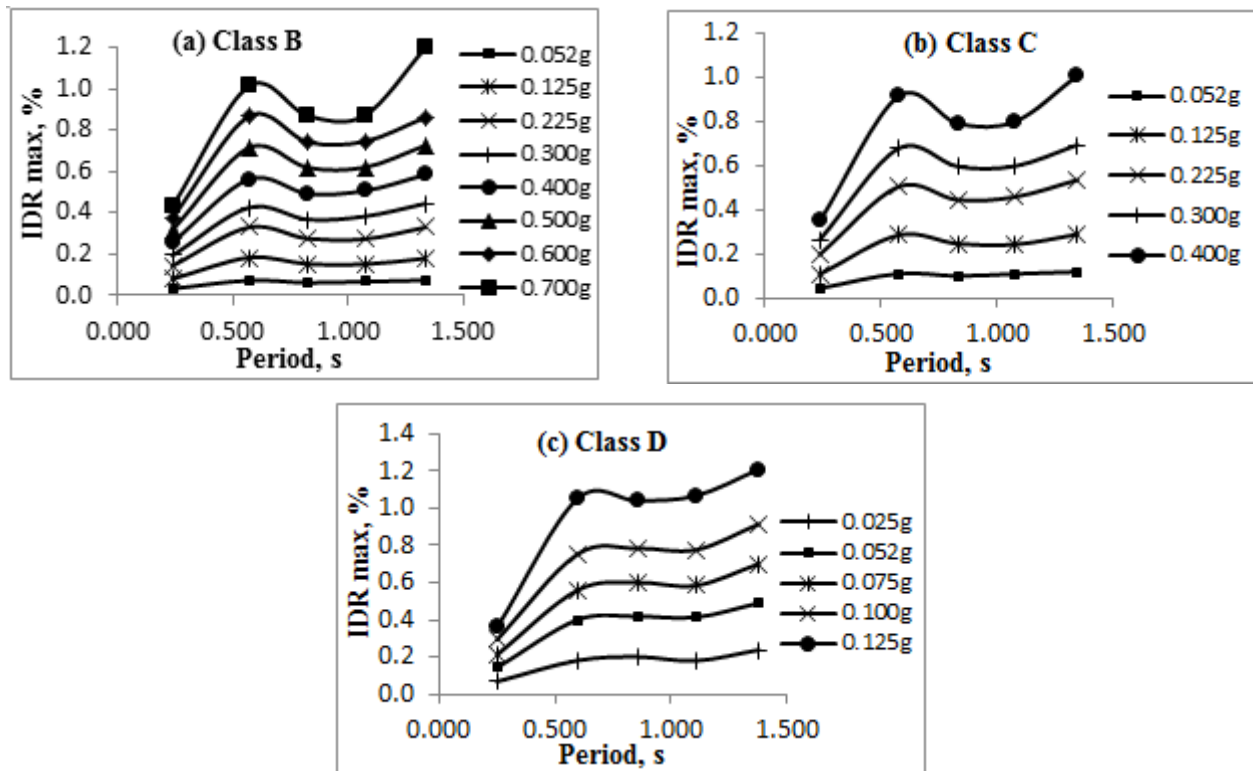 (a) Class B
IDR max, %
1.2
1.0
0.8
0.6
0.4
0.2
0.0
0.000 0.500 1.000 1.500
Period, s
0.052g
0.125g
0.225g
0.300g
0.400g
0.500g
0.600g
0.700g
(b) Class C
IDR max, %
1.2
1.0
0.8
0.6
0.4
0.2
0.0
0.000 0.500 1.000 1.500
Period, s
0.052g
0.125g
0.225g
0.300g
0.400g
(c) Class D
IDR max, %
1.4
1.2
1.0
0.8
0.6
0.4
0.2
0.0
0.000 0.500 1.000 1.500
Period, s
0.025g
0.052g
0.075g
0.100g
0.125g